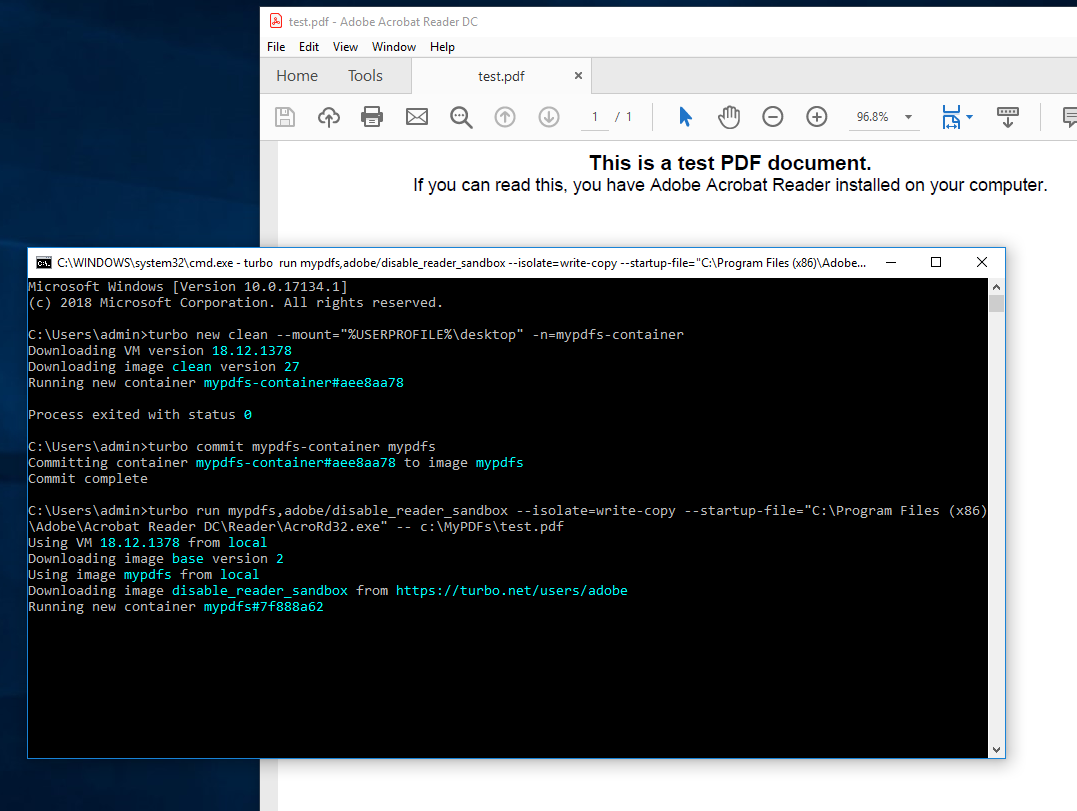 test.pdf - Adobe Acrobat Reader DC
File Edit View Window Help
Home Tools test.pdf ×
1 / 1 96.8%
This is a test PDF document.
If you can read this, you have Adobe Acrobat Reader installed on your computer.
C:\WINDOWS\system32\cmd.exe - turbo run mypdfs,adobe/disable_reader_sandbox --isolate=write-copy --startup-file="C:\Program Files (x86)\Adobe...
Microsoft Windows [Version 10.0.17134.1]
(c) 2018 Microsoft Corporation. All rights reserved.
C:\Users\admin>turbo new clean --mount="%USERPROFILE%\desktop" -n=mypdfs-container
Downloading VM version 18.12.1378
Downloading image clean version 27
Running new container mypdfs-container#aee8aa78
Process exited with status 0
C:\Users\admin>turbo commit mypdfs-container mypdfs
Committing container mypdfs-container#aee8aa78 to image mypdfs
Commit complete
C:\Users\admin>turbo run mypdfs,adobe/disable_reader_sandbox --isolate=write-copy --startup-file="C:\Program Files (x86)
\Adobe\Acrobat Reader DC\Reader\AcroRd32.exe" -- c:\MyPDFs\test.pdf
Using VM 18.12.1378 from local
Downloading image base version 2
Using image mypdfs from local
Downloading image disable_reader_sandbox from https://turbo.net/users/adobe
Running new container mypdfs#7f888a62